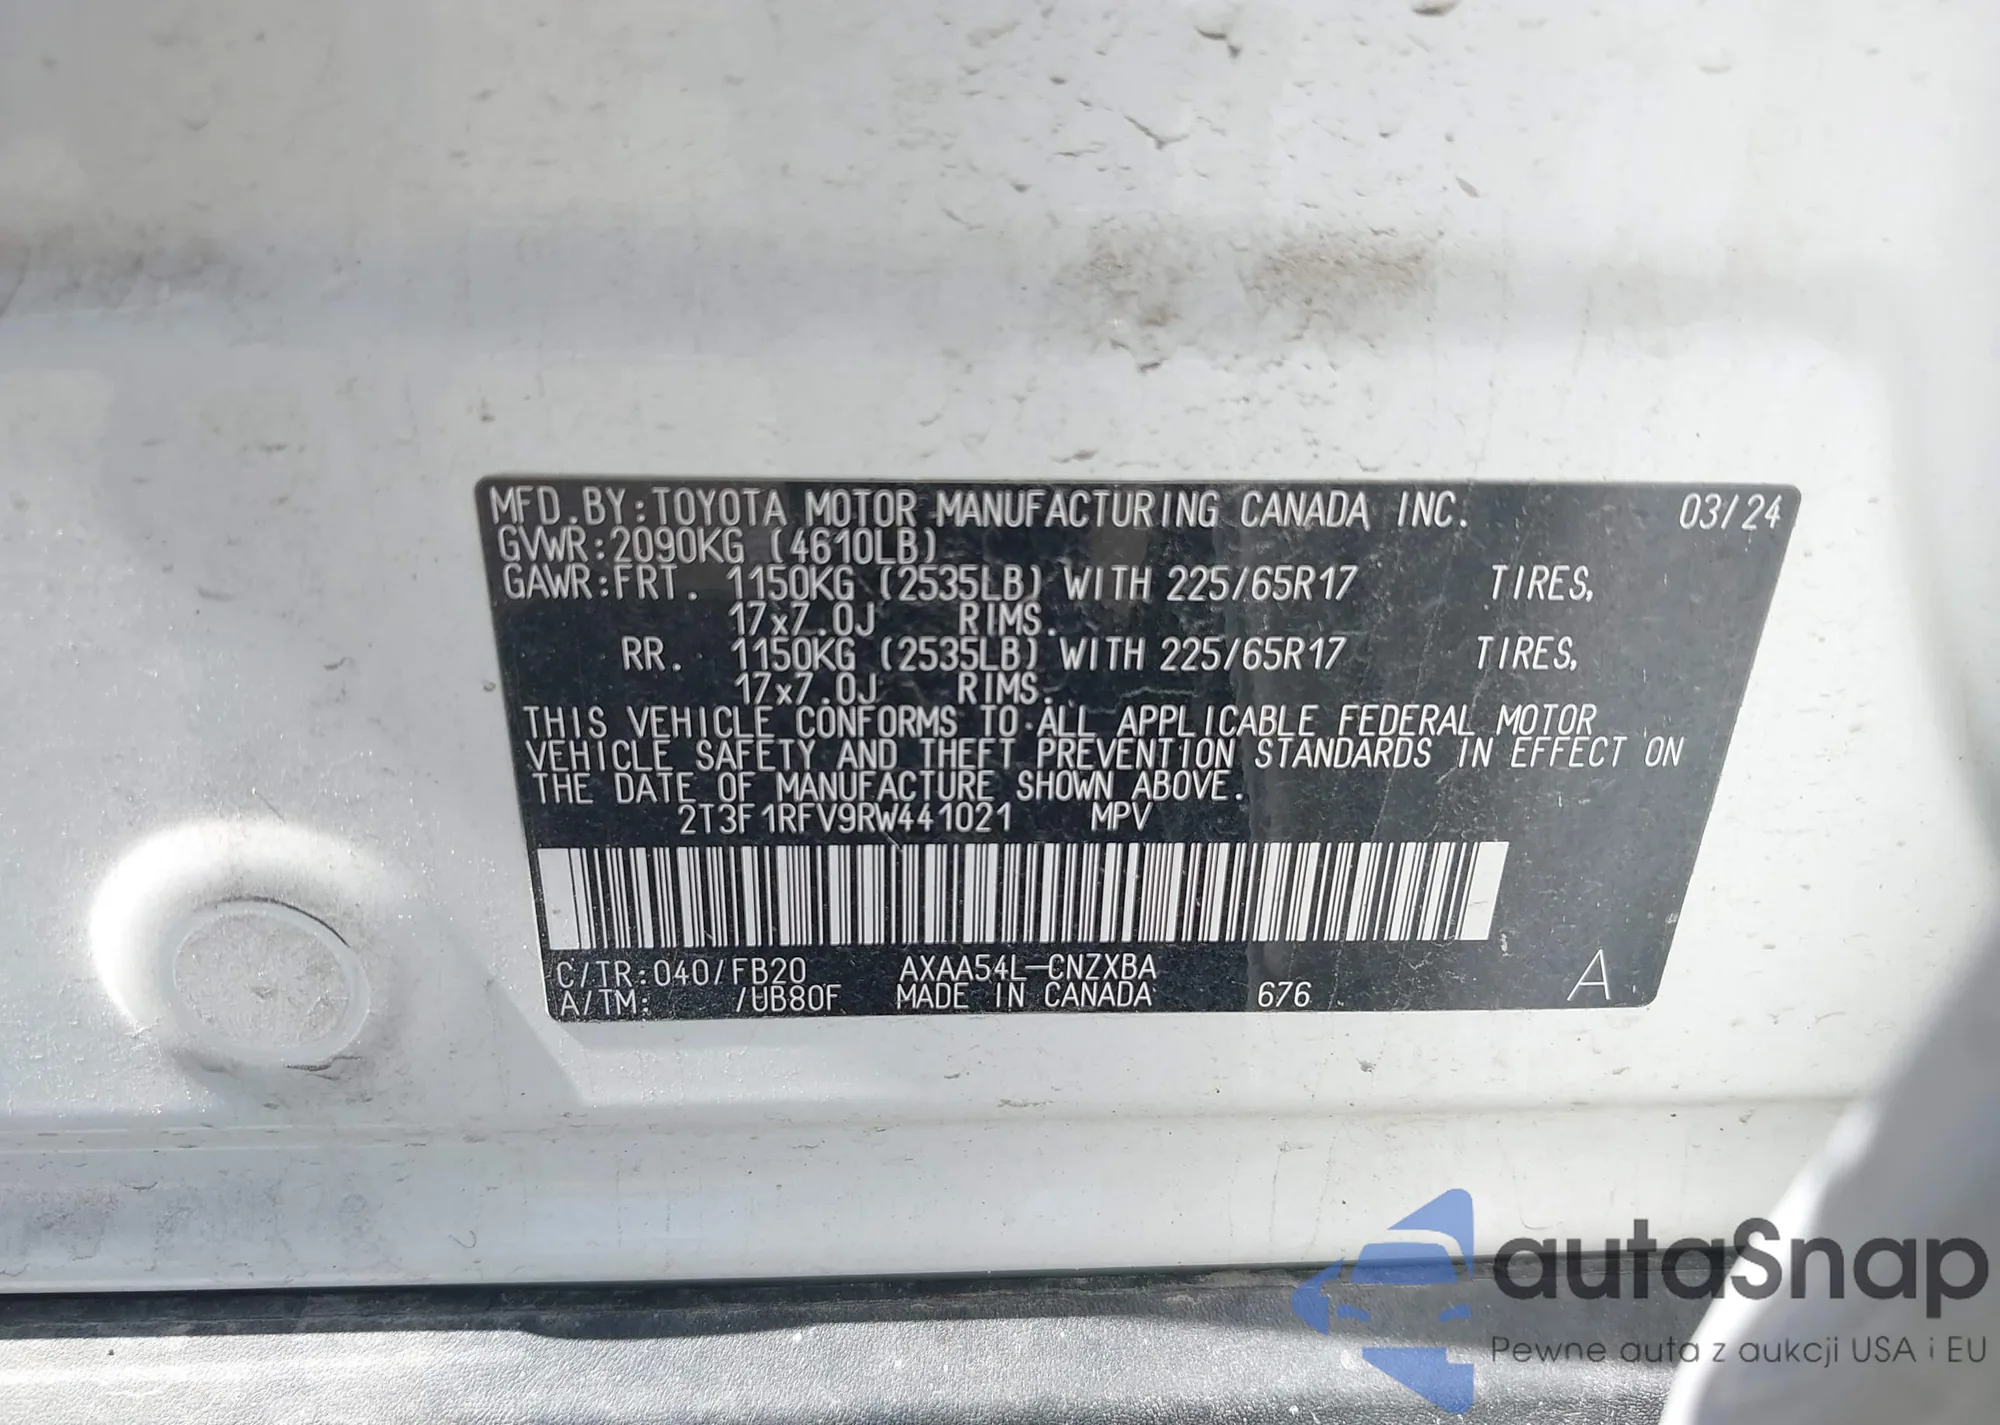 MFD.BY:TOYOTA MOTOR MANUFACTURING CANADA INC. 03/24
GVWR:2090KG (4610LB)
GAWR:FRT. 1150KG (2535LB) WITH 225/65R17 TIRES,
17x7.0J RIMS.
RR. 1150KG (2535LB) WITH 225/65R17 TIRES,
17x7.0J RIMS.
THIS VEHICLE CONFORMS TO ALL APPLICABLE FEDERAL MOTOR
VEHICLE SAFETY AND THEFT PREVENTION STANDARDS IN EFFECT ON
THE DATE OF MANUFACTURE SHOWN ABOVE.
2T3F1RFV9RW441021 MPV
C/TR:040/FB20 AXAA54L-CNZXBA
A/TM: /UB80F MADE IN CANADA 676 A
autaSnap
Pewne auta z aukcji USA i EU